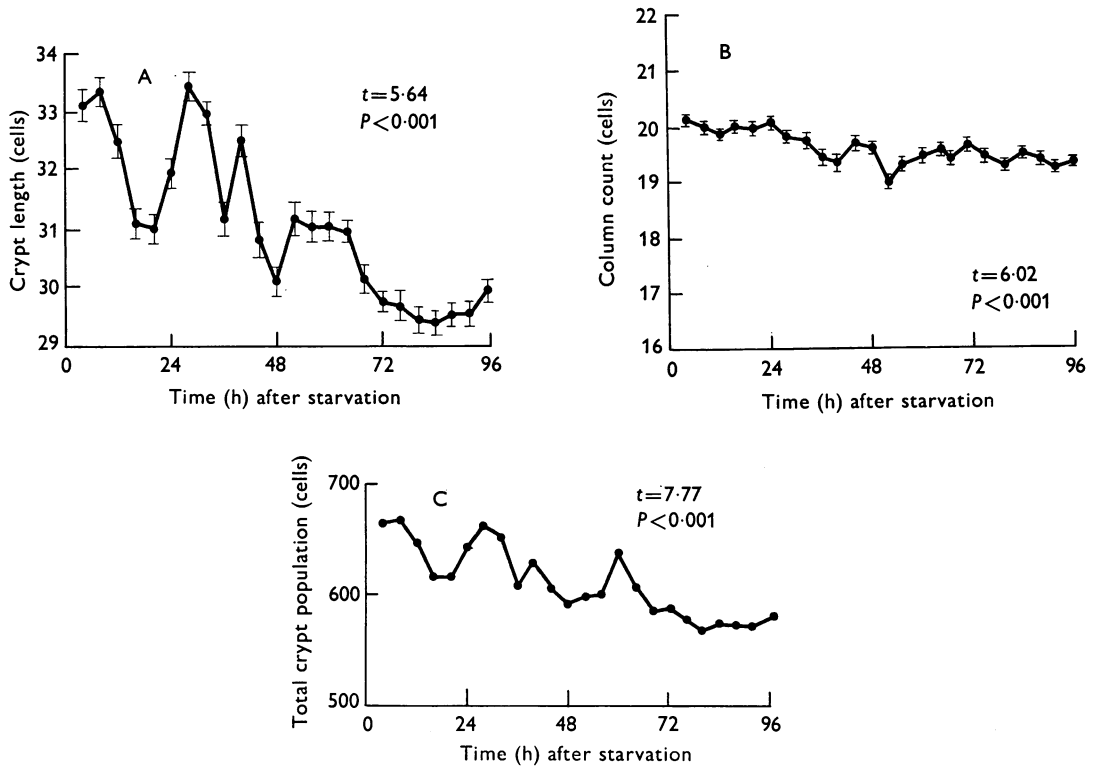 A
t=5·64
P<0·001
34
33
32
31
30
29
Crypt length (cells)
0 24 48 72 96
Time (h) after starvation
B
22
21
20
19
18
17
16
Column count (cells)
t=6·02
P<0·001
0 24 48 72 96
Time (h) after starvation
C
t=7·77
P<0·001
700
600
500
Total crypt population (cells)
0 24 48 72 96
Time (h) after starvation